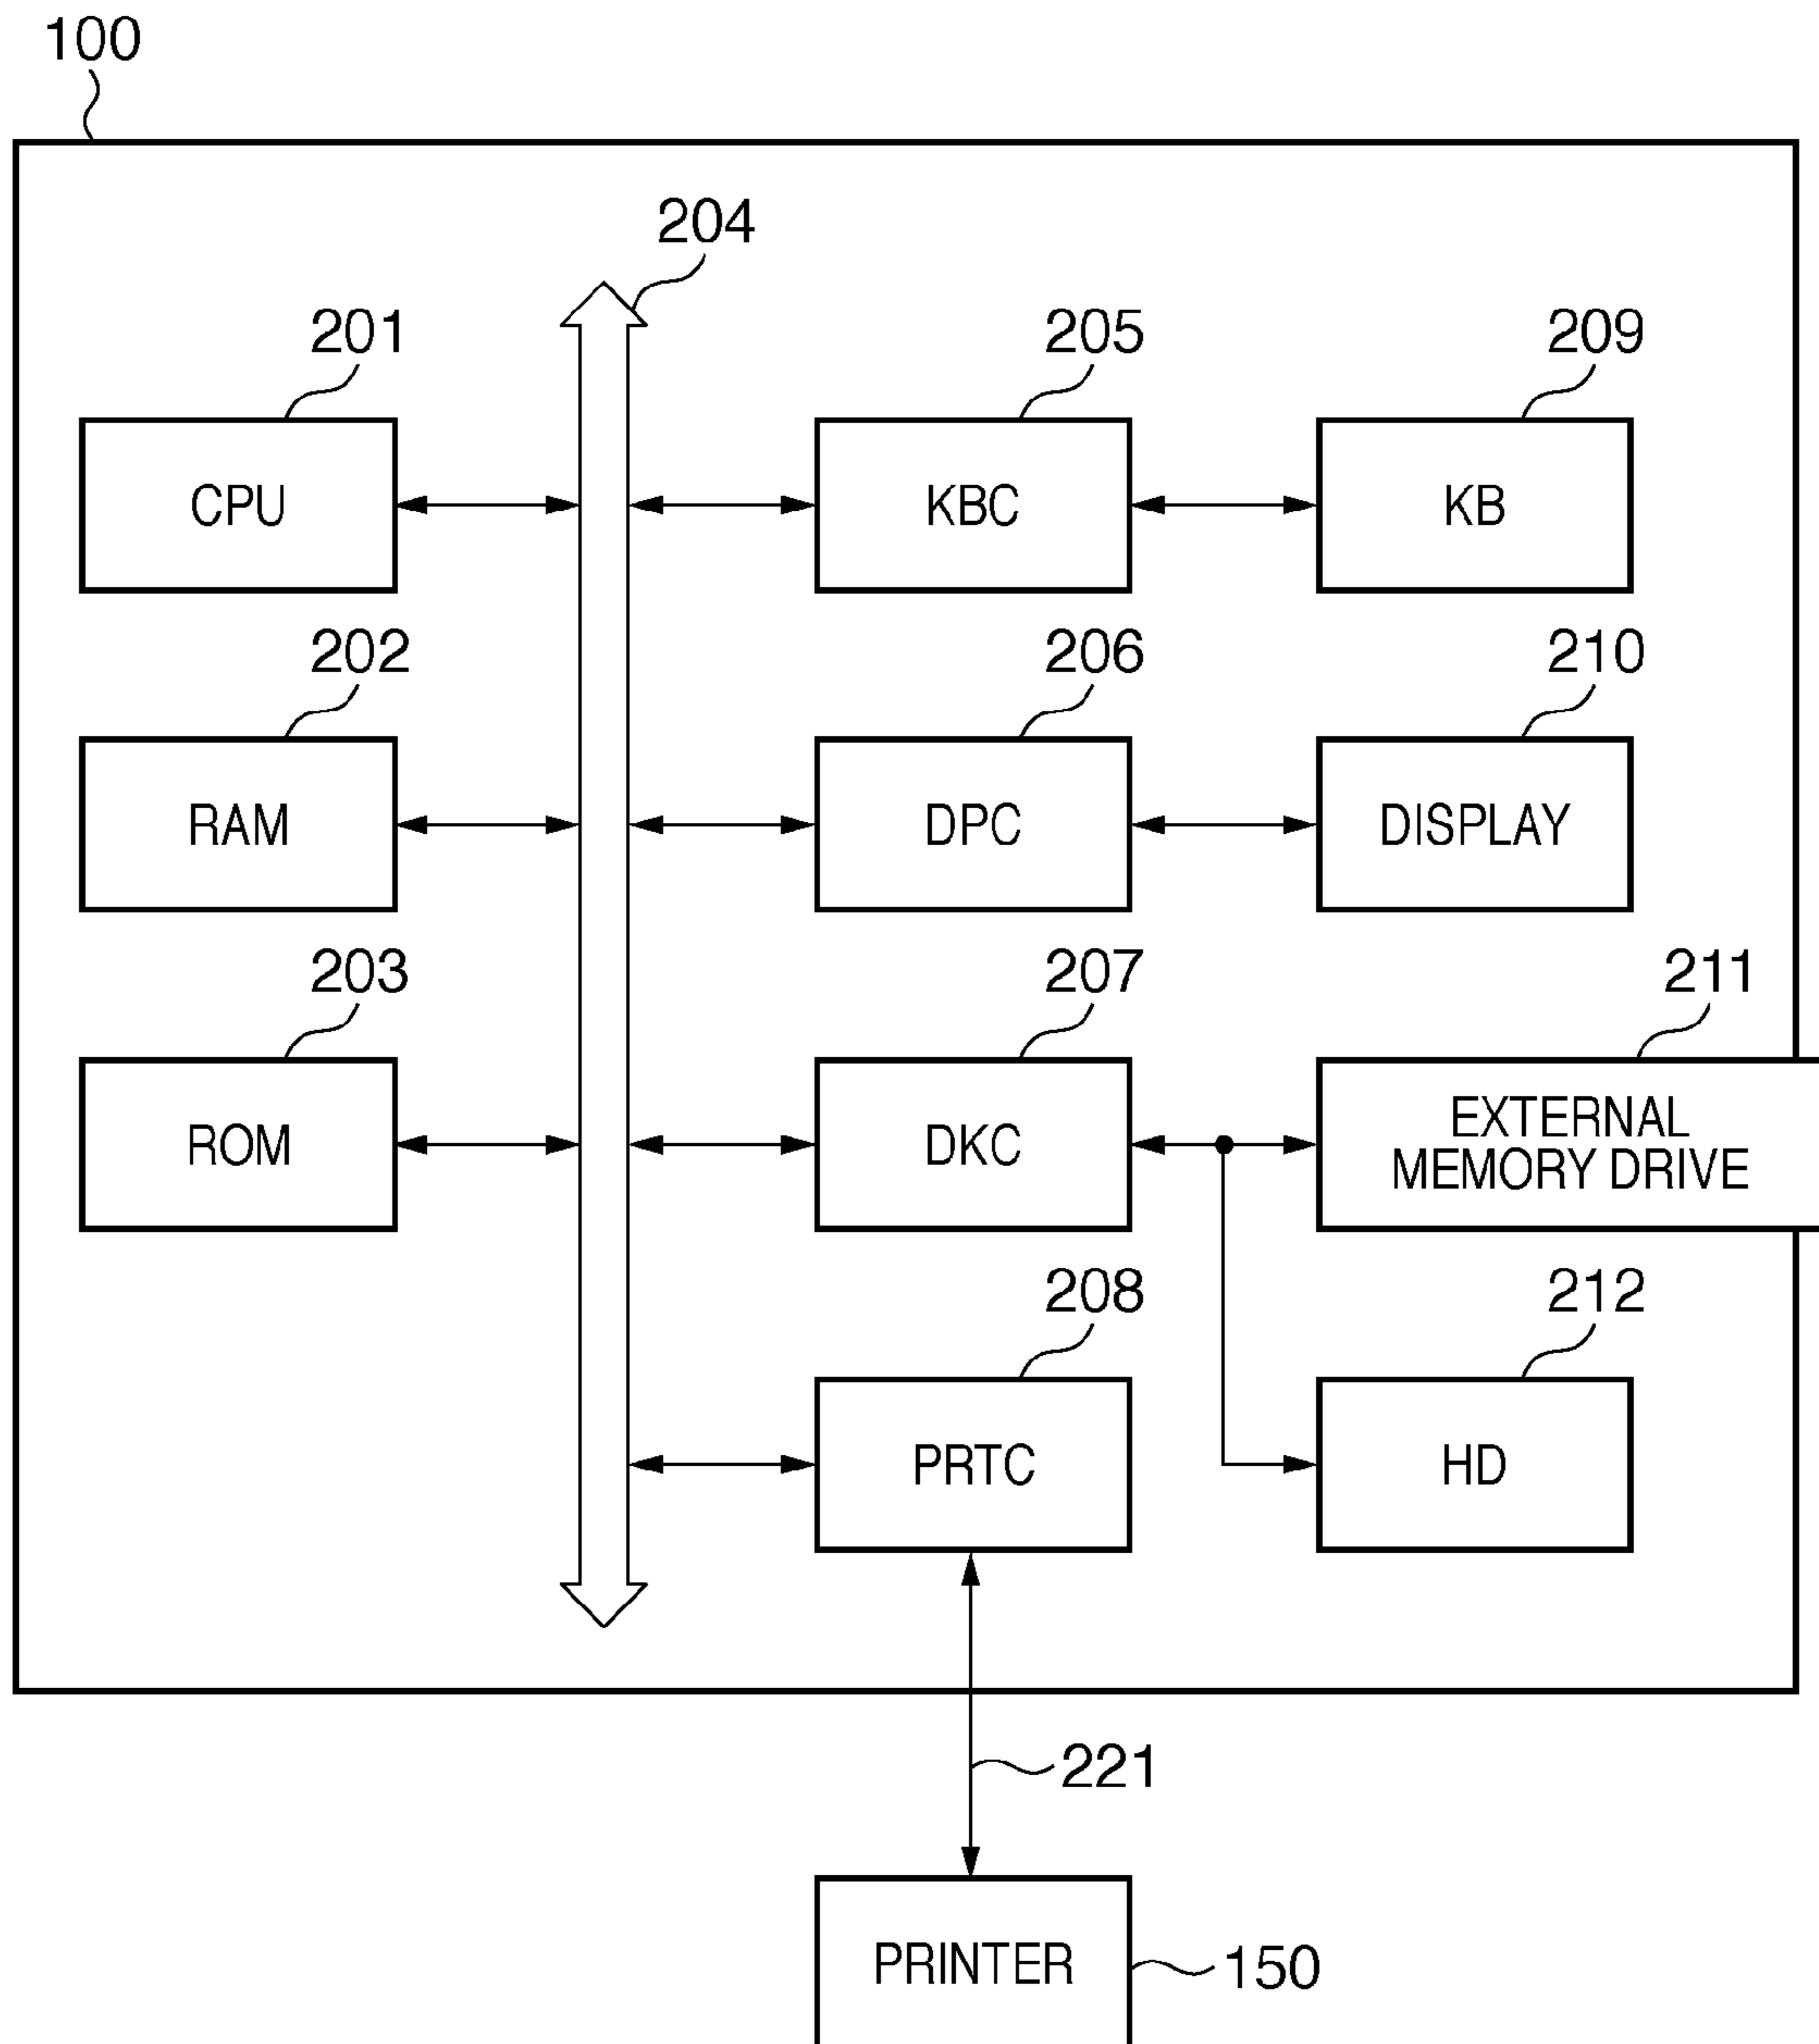 100
204
201
205
209
CPU
KBC
KB
202
206
210
RAM
DPC
DISPLAY
203
207
211
ROM
DKC
EXTERNAL
MEMORY DRIVE
208
212
PRTC
HD
221
PRINTER
150